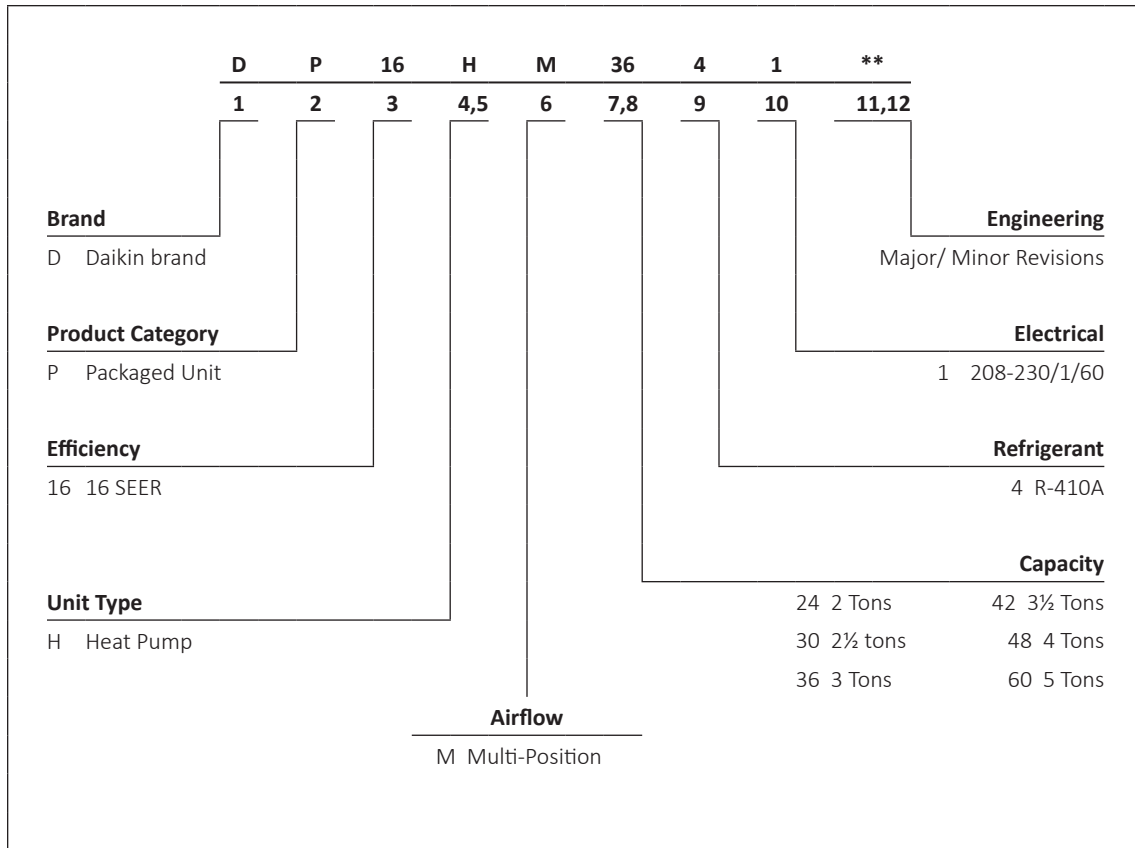 D P 16 H M 36 4 1 **
1 2 3 4,5 6 7,8 9 10 11,12
Brand
D Daikin brand
Engineering
Major/ Minor Revisions
Product Category
P Packaged Unit
Electrical
1 208-230/1/60
Efficiency
16 16 SEER
Refrigerant
4 R-410A
Unit Type
H Heat Pump
Capacity
24 2 Tons 42 3½ Tons
30 2½ tons 48 4 Tons
36 3 Tons 60 5 Tons
Airflow
M Multi-Position